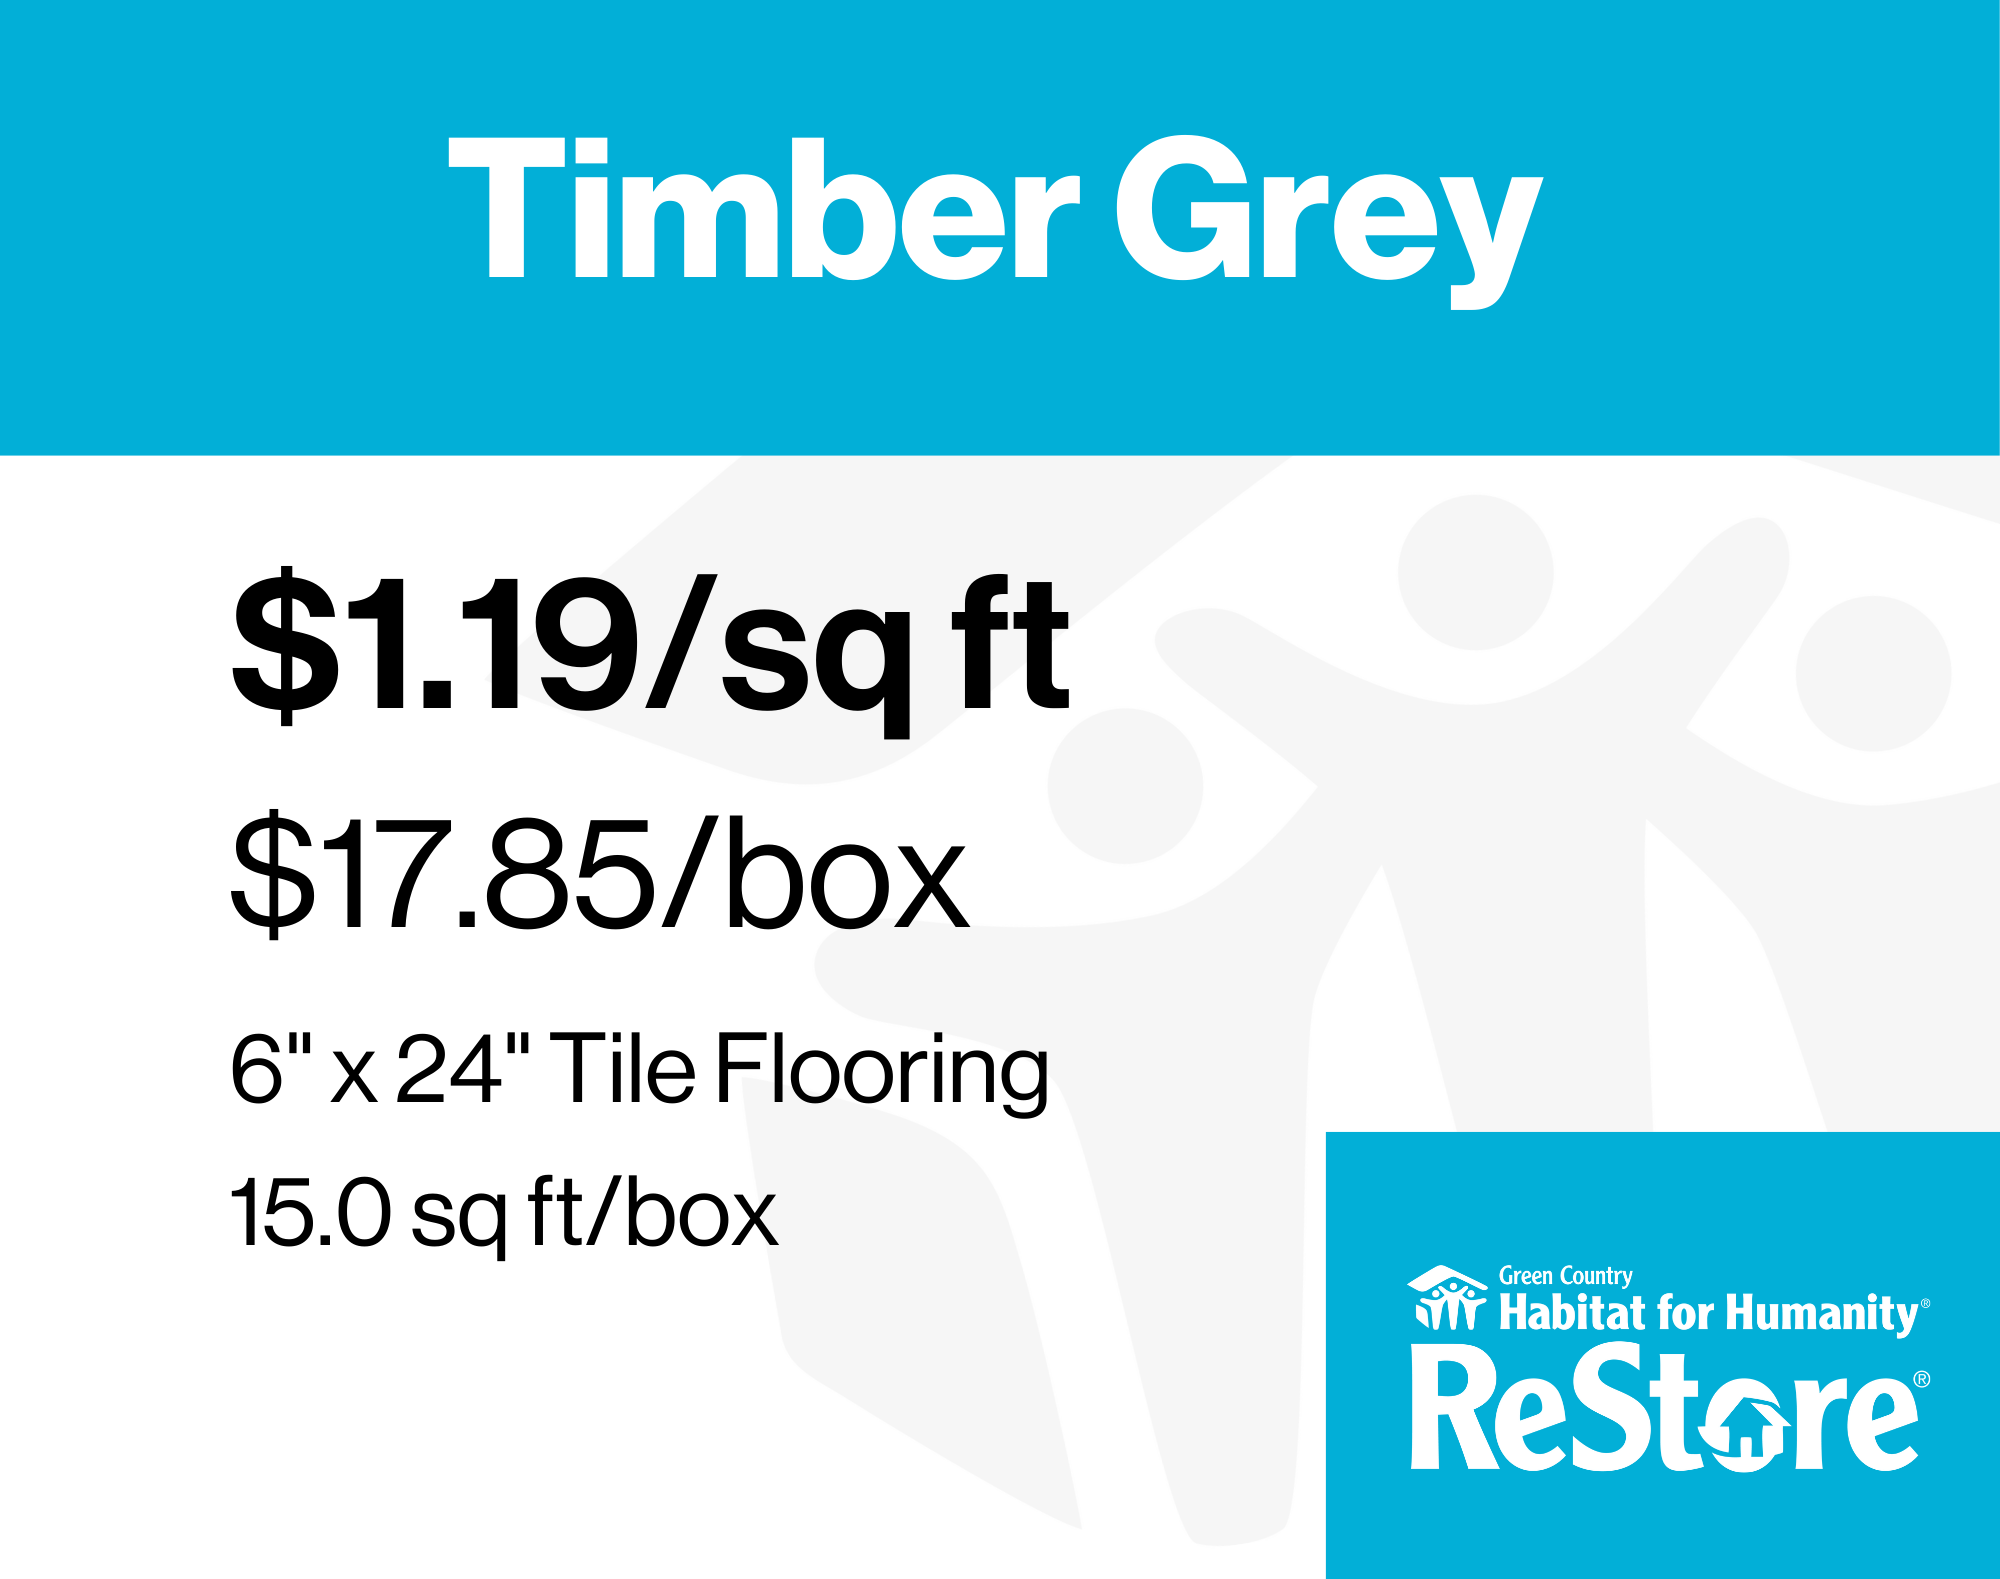 Timber Grey
$1.19/sq ft
$17.85/box
6" x 24" Tile Flooring
15.0 sq ft/box
Green Country
Habitat for Humanity®
ReStore®